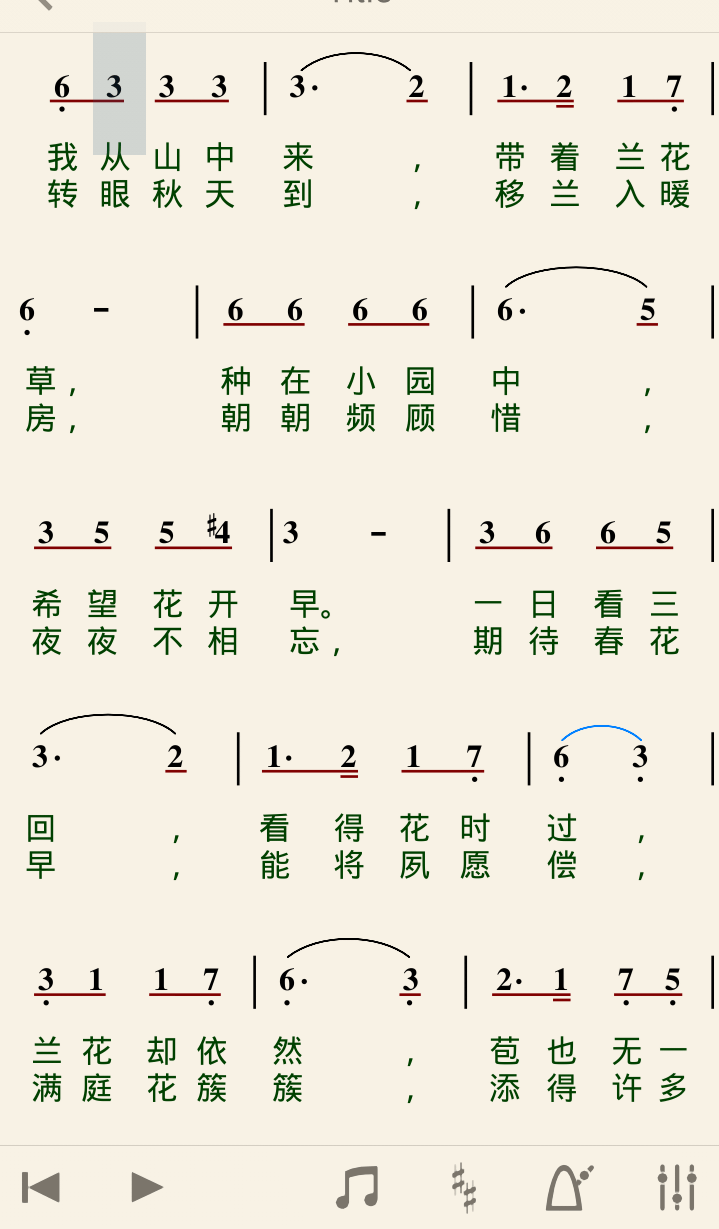 6 3 3 3 | 3· 2 | 1· 2 1 7 |
我从山中来，带着兰花
转眼秋天到，移兰入暖
6 - | 6 6 6 6 | 6· 5 |
草，种在小园中，
房，朝朝频顾惜，
3 5 5 #4 | 3 - | 3 6 6 5 |
希望花开早。一日看三
夜夜不相忘，期待春花
3· 2 | 1· 2 1 7 | 6 3 |
回，看得花时过，
早，能将夙愿偿，
3 1 1 7 | 6· 3 | 2· 1 7 5 |
兰花却依然，苞也无一
满庭花簇簇，添得许多